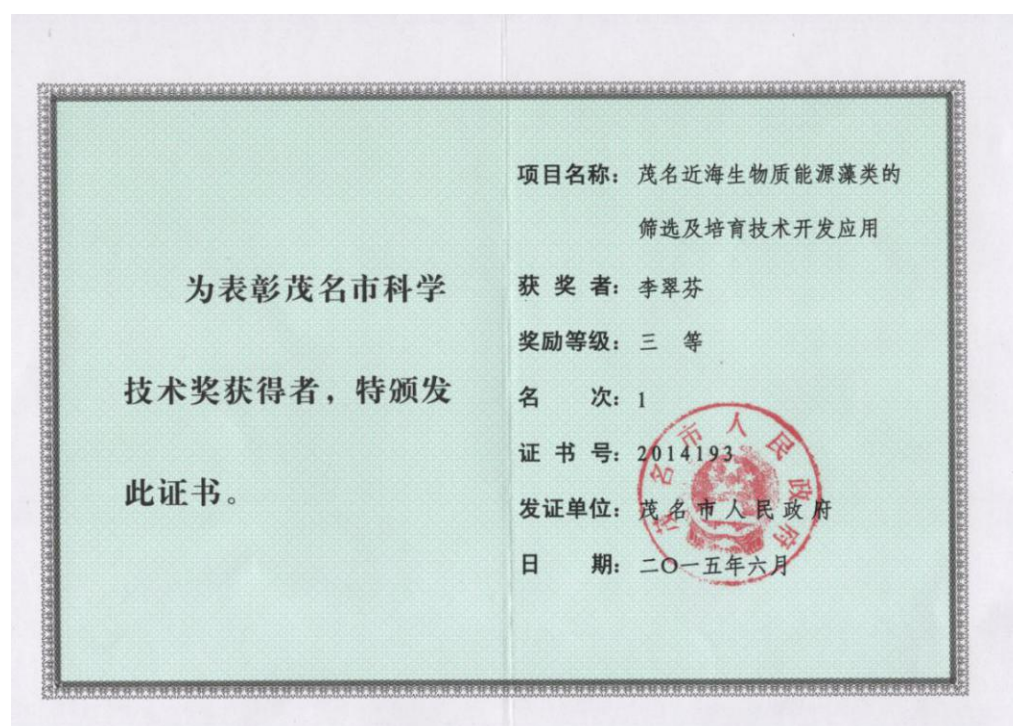 为表彰茂名市科学
技术奖获得者，特颁发
此证书。
项目名称：茂名近海生物质能源藻类的
筛选及培育技术开发应用
获奖者：李翠芬
奖励等级：三 等
名 次：1
证书号：2014193
发证单位：茂名市人民政府
日 期：二〇一五年六月
茂名市人民政府